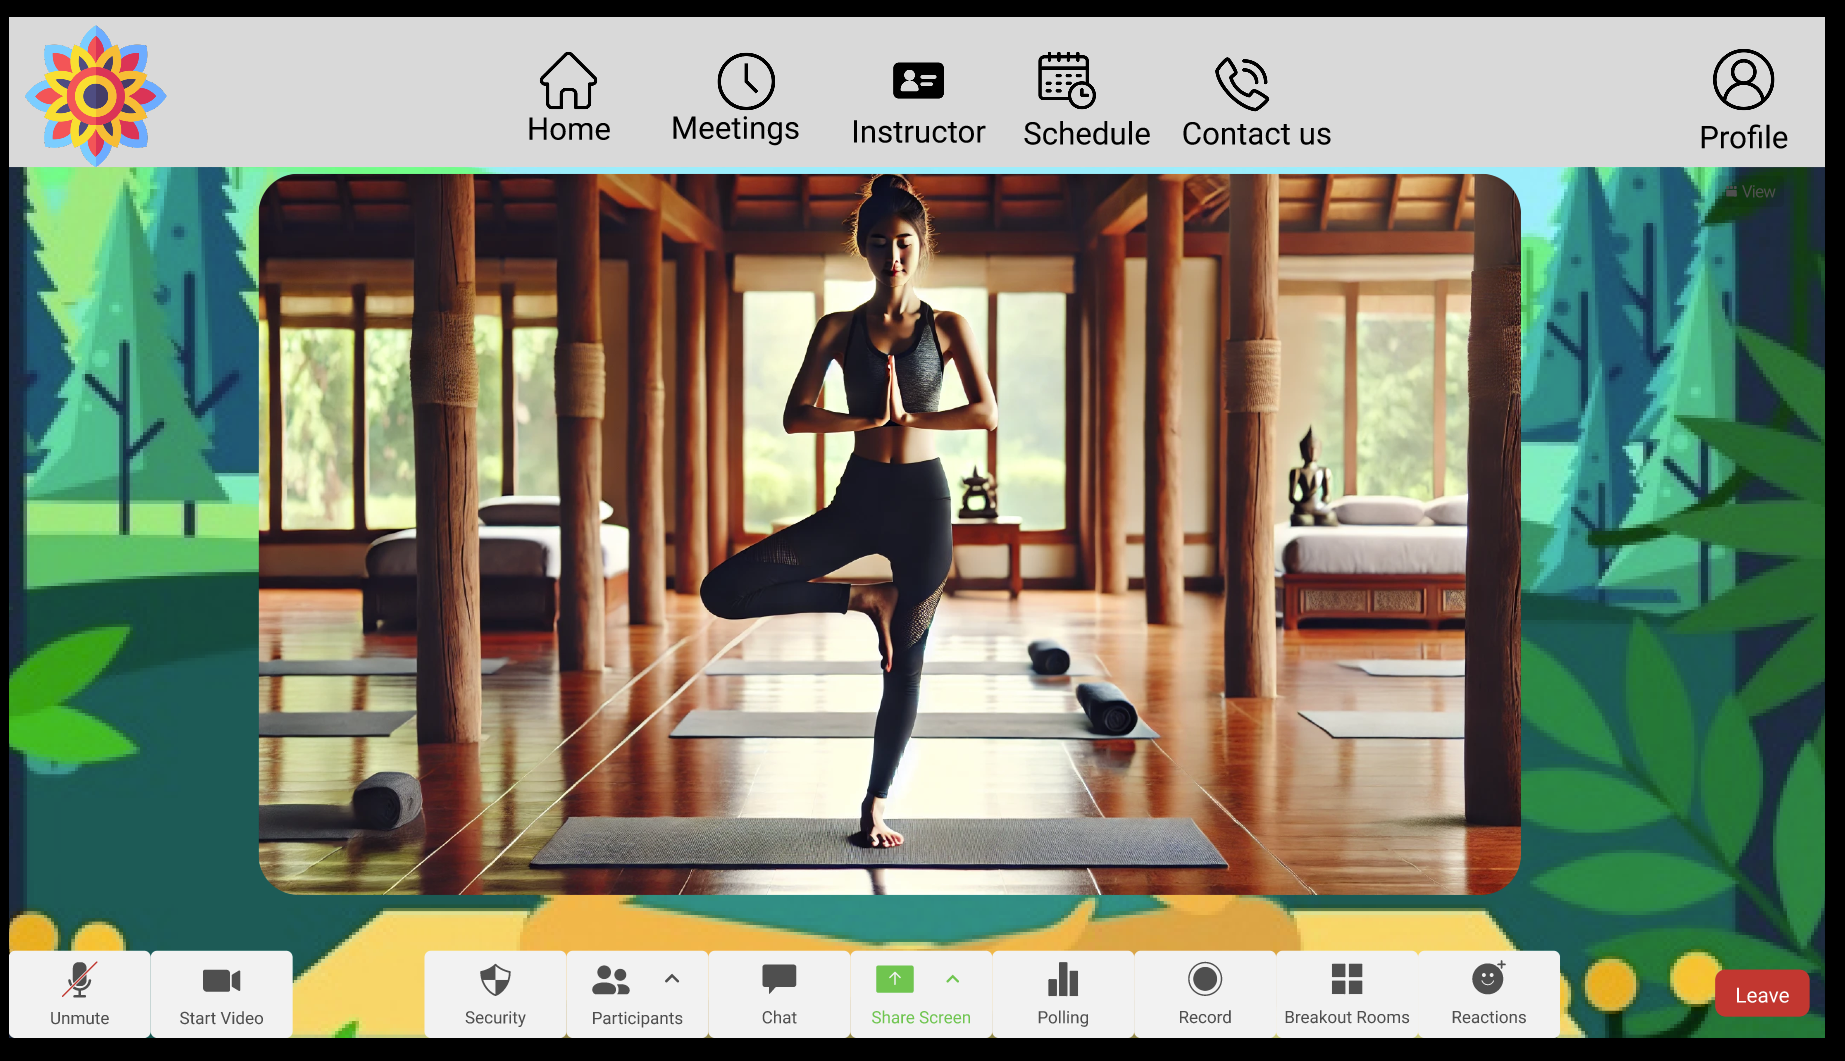 Home
Meetings
Instructor
Schedule
Contact us
Profile
View
Unmute
Start Video
Security
Participants
Chat
Share Screen
Polling
Record
Breakout Rooms
Reactions
Leave